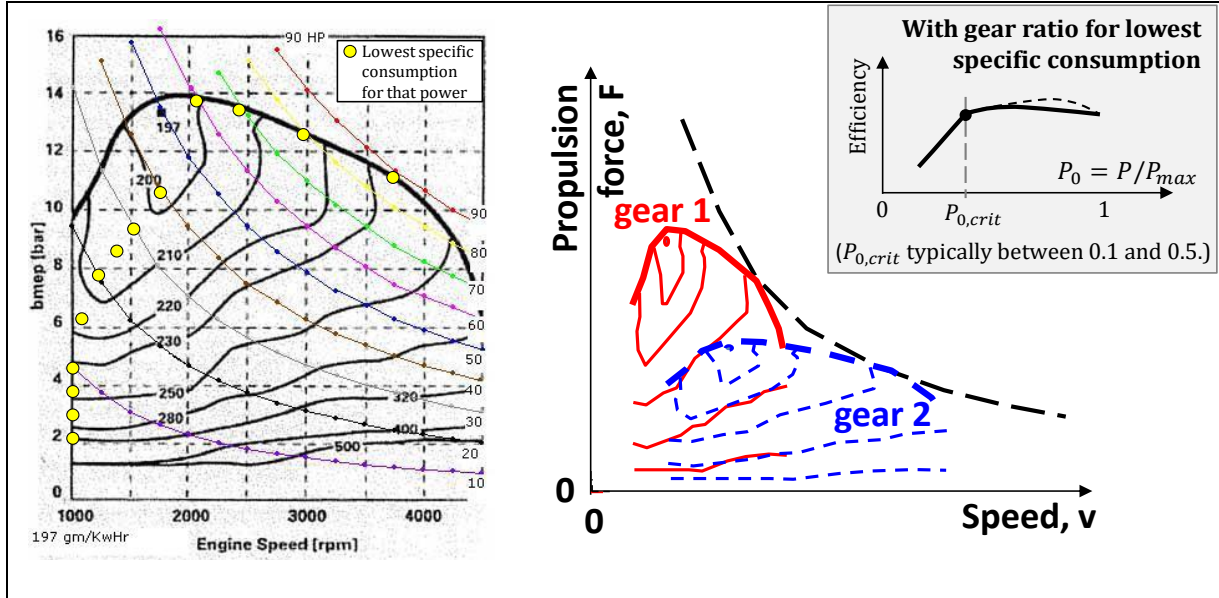 90 HP
Lowest specific
consumption
for that power
16
14
12
10
8
6
4
2
0
bmep [bar]
197
200
210
220
230
250
280
320
400
500
90
80
70
60
50
40
30
20
10
1000
2000
3000
4000
197 gm/KwHr
Engine Speed [rpm]
Propulsion
force, F
gear 1
gear 2
0
0
Speed, v
With gear ratio for lowest
specific consumption
Efficiency
P₀ = P/Pₘₐₓ
0
P₀,crit
1
(P₀,crit typically between 0.1 and 0.5.)